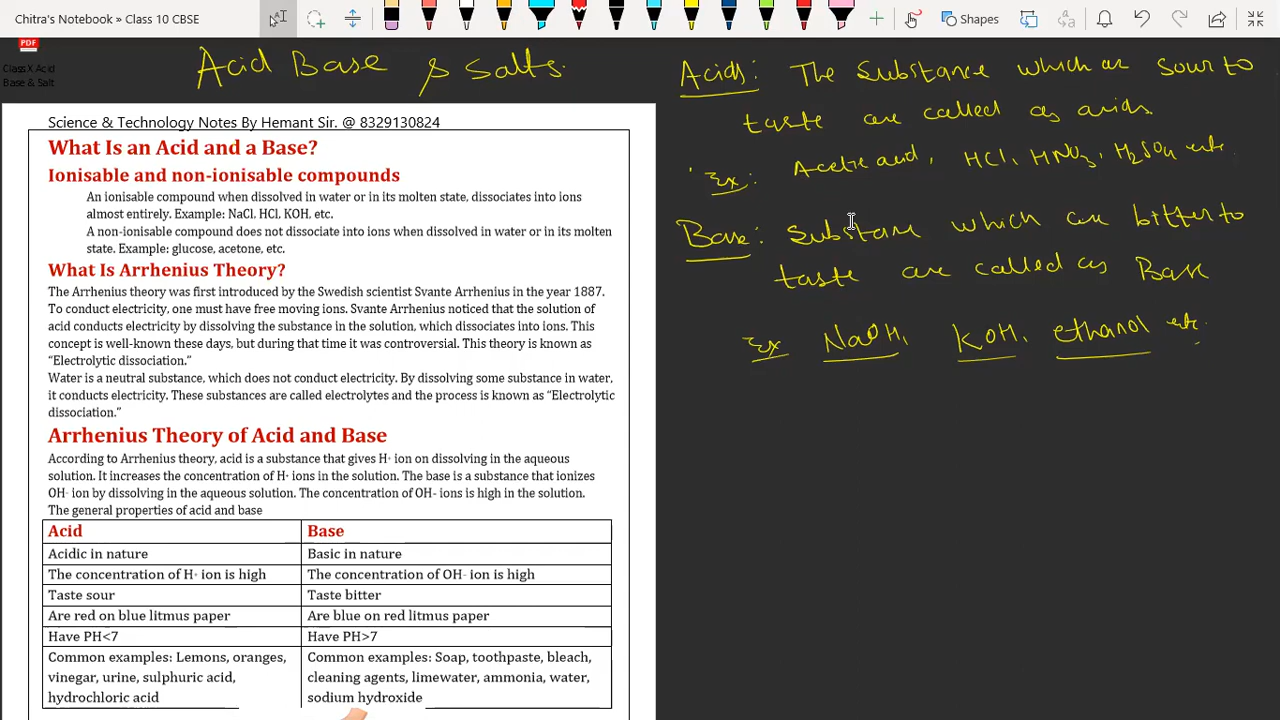 Chitra's Notebook » Class 10 CBSE
Shapes
PDF
Class X Acid
Base & Salt
Acid Base & Salts.
Science & Technology Notes By Hemant Sir. @ 8329130824
What Is an Acid and a Base?
Ionisable and non-ionisable compounds
An ionisable compound when dissolved in water or in its molten state, dissociates into ions
almost entirely. Example: NaCl, HCl, KOH, etc.
A non-ionisable compound does not dissociate into ions when dissolved in water or in its molten
state. Example: glucose, acetone, etc.
What Is Arrhenius Theory?
The Arrhenius theory was first introduced by the Swedish scientist Svante Arrhenius in the year 1887.
To conduct electricity, one must have free moving ions. Svante Arrhenius noticed that the solution of
acid conducts electricity by dissolving the substance in the solution, which dissociates into ions. This
concept is well-known these days, but during that time it was controversial. This theory is known as
“Electrolytic dissociation.”
Water is a neutral substance, which does not conduct electricity. By dissolving some substance in water,
it conducts electricity. These substances are called electrolytes and the process is known as “Electrolytic
dissociation.”
Arrhenius Theory of Acid and Base
According to Arrhenius theory, acid is a substance that gives H+ ion on dissolving in the aqueous
solution. It increases the concentration of H+ ions in the solution. The base is a substance that ionizes
OH- ion by dissolving in the aqueous solution. The concentration of OH- ions is high in the solution.
The general properties of acid and base
Acid Base
Acidic in nature Basic in nature
The concentration of H+ ion is high The concentration of OH- ion is high
Taste sour Taste bitter
Are red on blue litmus paper Are blue on red litmus paper
Have PH<7 Have PH>7
Common examples: Lemons, oranges, Common examples: Soap, toothpaste, bleach,
vinegar, urine, sulphuric acid, cleaning agents, limewater, ammonia, water,
hydrochloric acid sodium hydroxide
Acids: The substance which are sour to
taste are called as acids.
Ex: Acetic acid, HCl, HNO3, H2SO4 etc.
Base: Substane which are bitter to
taste are called as Base
Ex NaOH, KOH, ethanol etc.